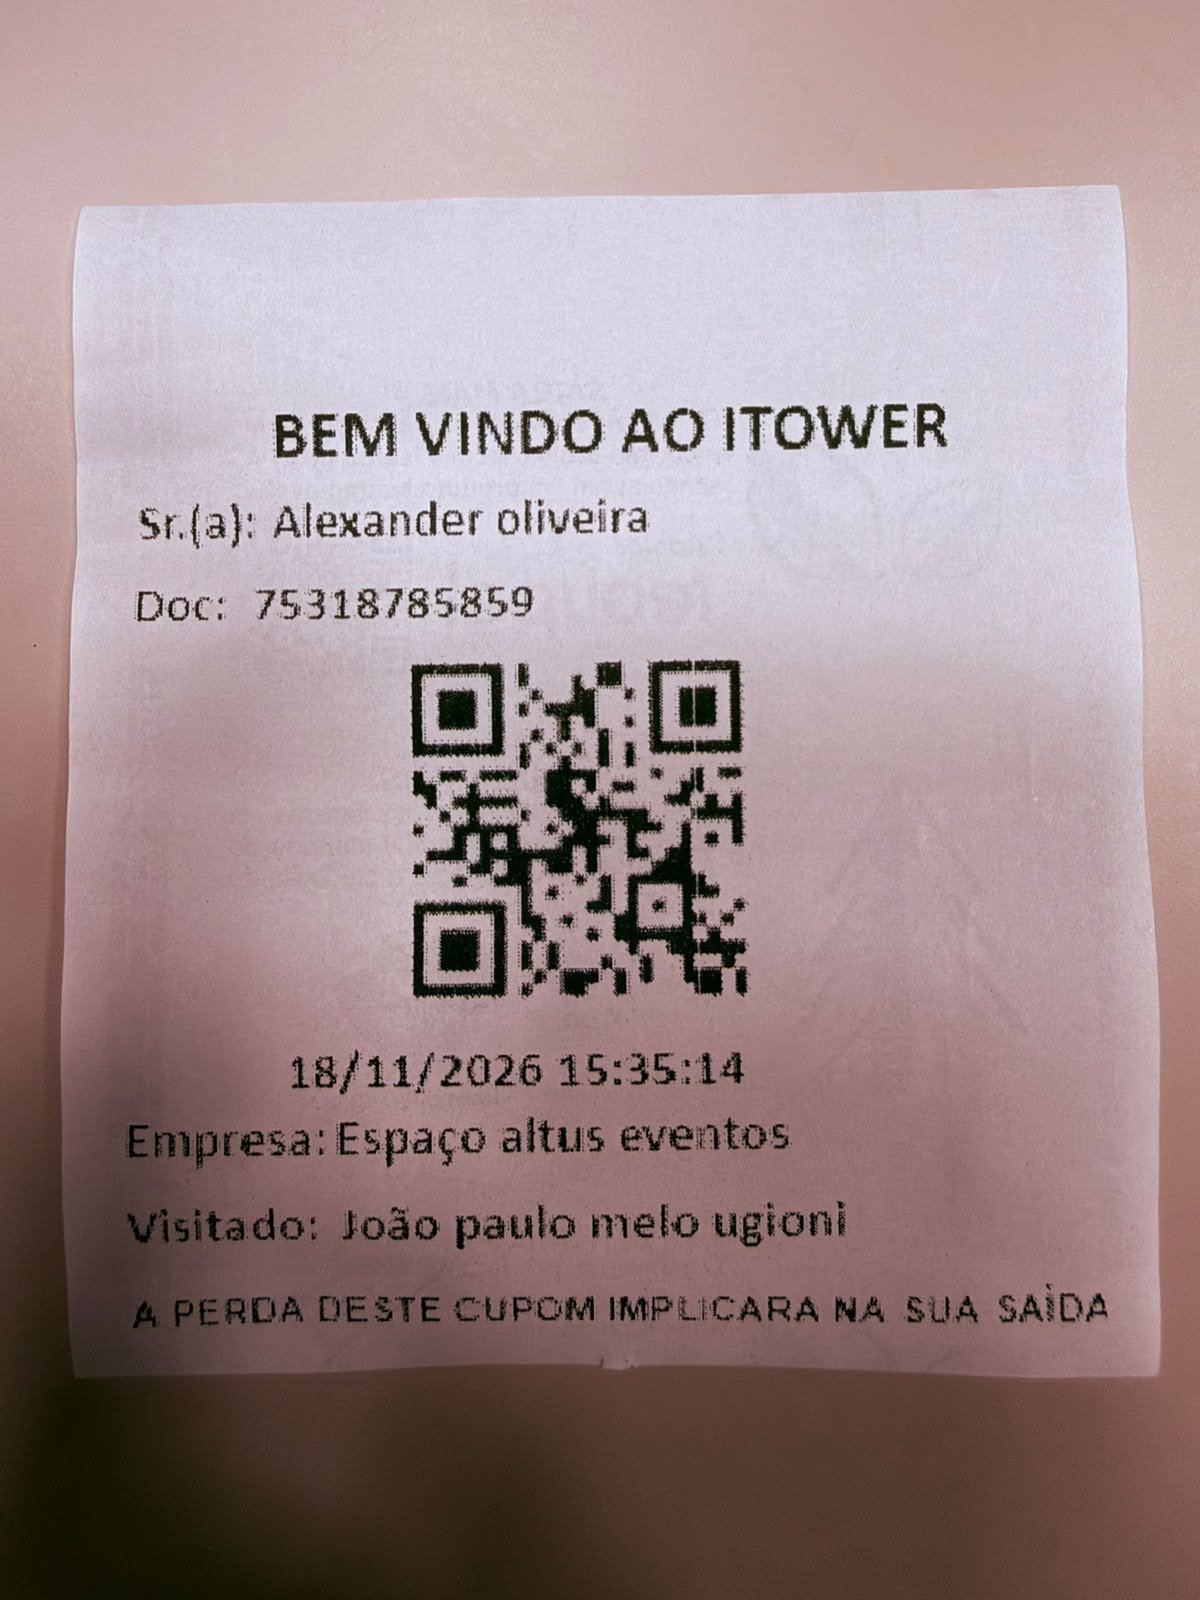 BEM VINDO AO ITOWER
Sr.(a): Alexander oliveira
Doc: 75318785859
18/11/2026 15:35:14
Empresa: Espaço altus eventos
Visitado: João paulo melo ugioni
A PERDA DESTE CUPOM IMPLICARA NA SUA SAÍDA